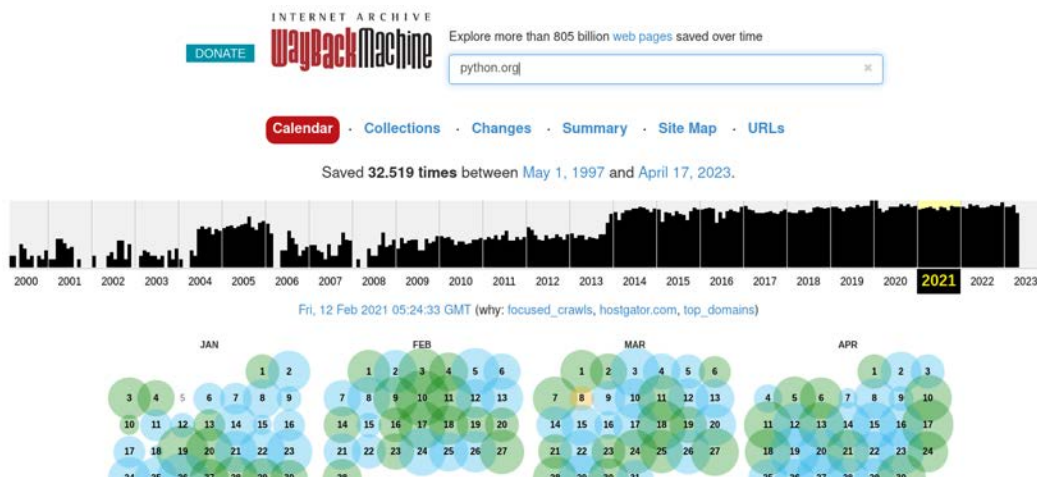 INTERNET ARCHIVE
DONATE
WayBackMachine
Explore more than 805 billion web pages saved over time
python.org
Calendar · Collections · Changes · Summary · Site Map · URLs
Saved 32.519 times between May 1, 1997 and April 17, 2023.
2000 2001 2002 2003 2004 2005 2006 2007 2008 2009 2010 2011 2012 2013 2014 2015 2016 2017 2018 2019 2020 2021 2022 2023
Fri, 12 Feb 2021 05:24:33 GMT (why: focused_crawls, hostgator.com, top_domains)
JAN FEB MAR APR
1 2 1 2 3 4 5 6 1 2 3 4 5 6 1 2 3
3 4 5 6 7 8 9 7 8 9 10 11 12 13 7 8 9 10 11 12 13 4 5 6 7 8 9 10
10 11 12 13 14 15 16 14 15 16 17 18 19 20 14 15 16 17 18 19 20 11 12 13 14 15 16 17
17 18 19 20 21 22 23 21 22 23 24 25 26 27 21 22 23 24 25 26 27 18 19 20 21 22 23 24